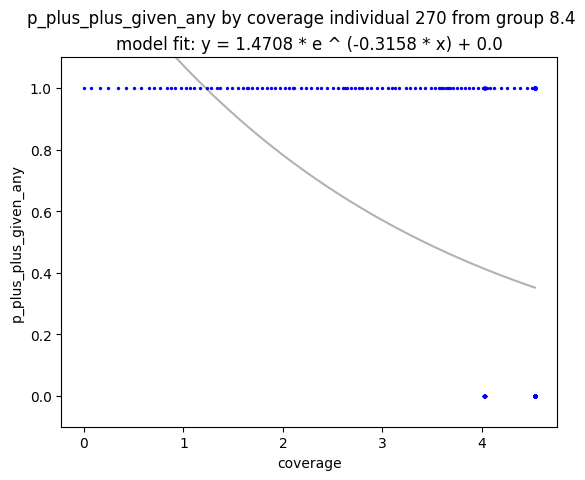 p_plus_plus_given_any by coverage individual 270 from group 8.4
model fit: y = 1.4708 * e ^ (-0.3158 * x) + 0.0
1.0
0.8
0.6
0.4
0.2
0.0
p_plus_plus_given_any
0 1 2 3 4
coverage